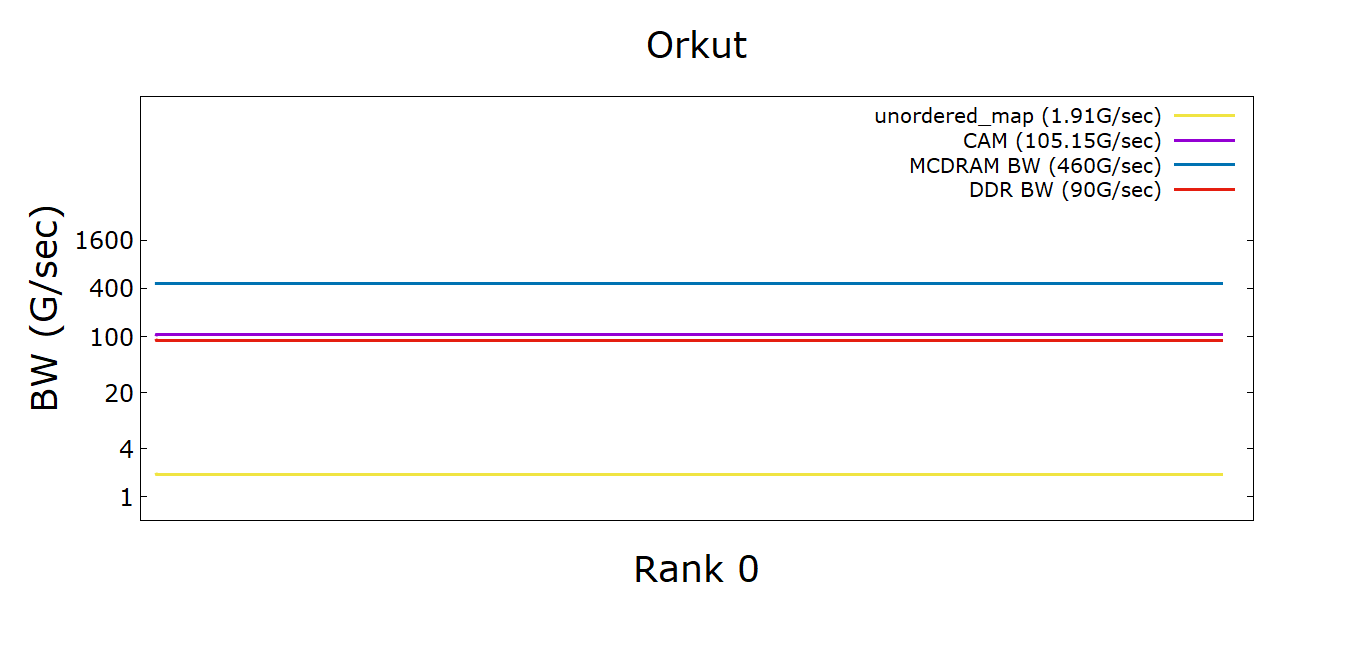 Orkut
unordered_map (1.91G/sec)
CAM (105.15G/sec)
MCDRAM BW (460G/sec)
DDR BW (90G/sec)
BW (G/sec)
1600
400
100
20
4
1
Rank 0